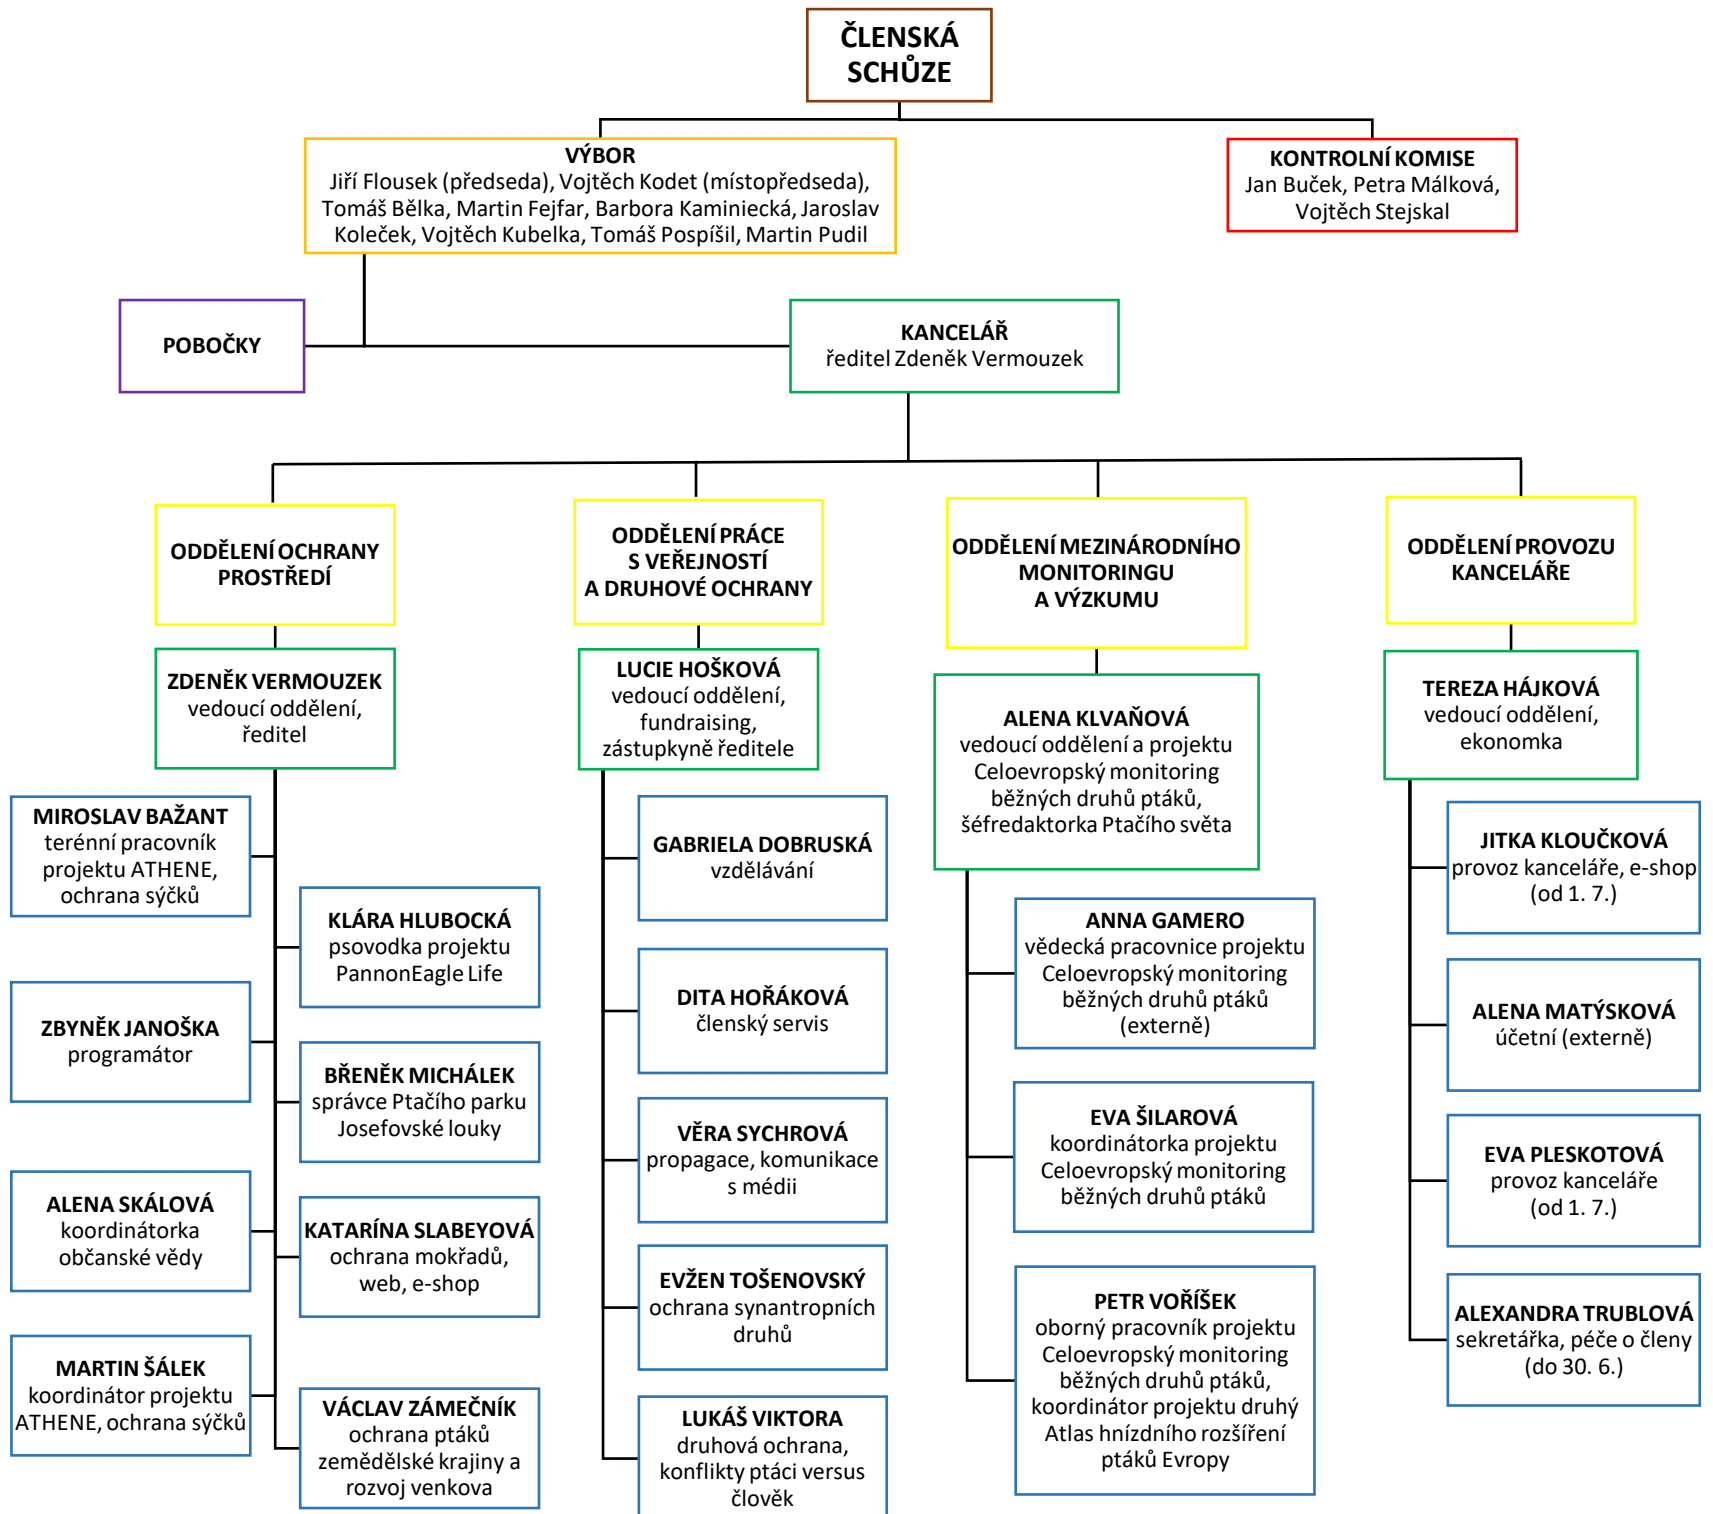 ČLENSKÁ
SCHŮZE
VÝBOR
Jiří Flousek (předseda), Vojtěch Kodet (místopředseda),
Tomáš Bělka, Martin Fejfar, Barbora Kaminiecká, Jaroslav
Koleček, Vojtěch Kubelka, Tomáš Pospíšil, Martin Pudil
KONTROLNÍ KOMISE
Jan Buček, Petra Málková,
Vojtěch Stejskal
POBOČKY
KANCELÁŘ
ředitel Zdeněk Vermouzek
ODDĚLENÍ OCHRANY
PROSTŘEDÍ
ZDENĚK VERMOUZEK
vedoucí oddělení,
ředitel
MIROSLAV BAŽANT
terénní pracovník
projektu ATHENE,
ochrana sýčků
KLÁRA HLUBOCKÁ
psovodka projektu
PannonEagle Life
ZBYNĚK JANOŠKA
programátor
BŘENĚK MICHÁLEK
správce Ptačího parku
Josefovské louky
ALENA SKÁLOVÁ
koordinátorka
občanské vědy
KATARÍNA SLABEYOVÁ
ochrana mokřadů,
web, e-shop
MARTIN ŠÁLEK
koordinátor projektu
ATHENE, ochrana sýčků
VÁCLAV ZÁMEČNÍK
ochrana ptáků
zemědělské krajiny a
rozvoj venkova
ODDĚLENÍ PRÁCE
S VEŘEJNOSTÍ
A DRUHOVÉ OCHRANY
LUCIE HOŠKOVÁ
vedoucí oddělení,
fundraising,
zástupkyně ředitele
GABRIELA DOBRUSKÁ
vzdělávání
DITA HOŘÁKOVÁ
členský servis
VĚRA SYCHROVÁ
propagace, komunikace
s médii
EVŽEN TOŠENOVSKÝ
ochrana synantropních
druhů
LUKÁŠ VIKTORA
druhová ochrana,
konflikty ptáci versus
člověk
ODDĚLENÍ MEZINÁRODNÍHO
MONITORINGU
A VÝZKUMU
ALENA KLVAŇOVÁ
vedoucí oddělení a projektu
Celoevropský monitoring
běžných druhů ptáků,
šéfredaktorka Ptačího světa
ANNA GAMERO
vědecká pracovnice projektu
Celoevropský monitoring
běžných druhů ptáků
(externě)
EVA ŠILAROVÁ
koordinátorka projektu
Celoevropský monitoring
běžných druhů ptáků
PETR VOŘÍŠEK
oborný pracovník projektu
Celoevropský monitoring
běžných druhů ptáků,
koordinátor projektu druhý
Atlas hnízdního rozšíření
ptáků Evropy
ODDĚLENÍ PROVOZU
KANCELÁŘE
TEREZA HÁJKOVÁ
vedoucí oddělení,
ekonomka
JITKA KLOUČKOVÁ
provoz kanceláře, e-shop
(od 1. 7.)
ALENA MATÝSKOVÁ
účetní (externě)
EVA PLESKOTOVÁ
provoz kanceláře
(od 1. 7.)
ALEXANDRA TRUBLOVÁ
sekretářka, péče o členy
(do 30. 6.)